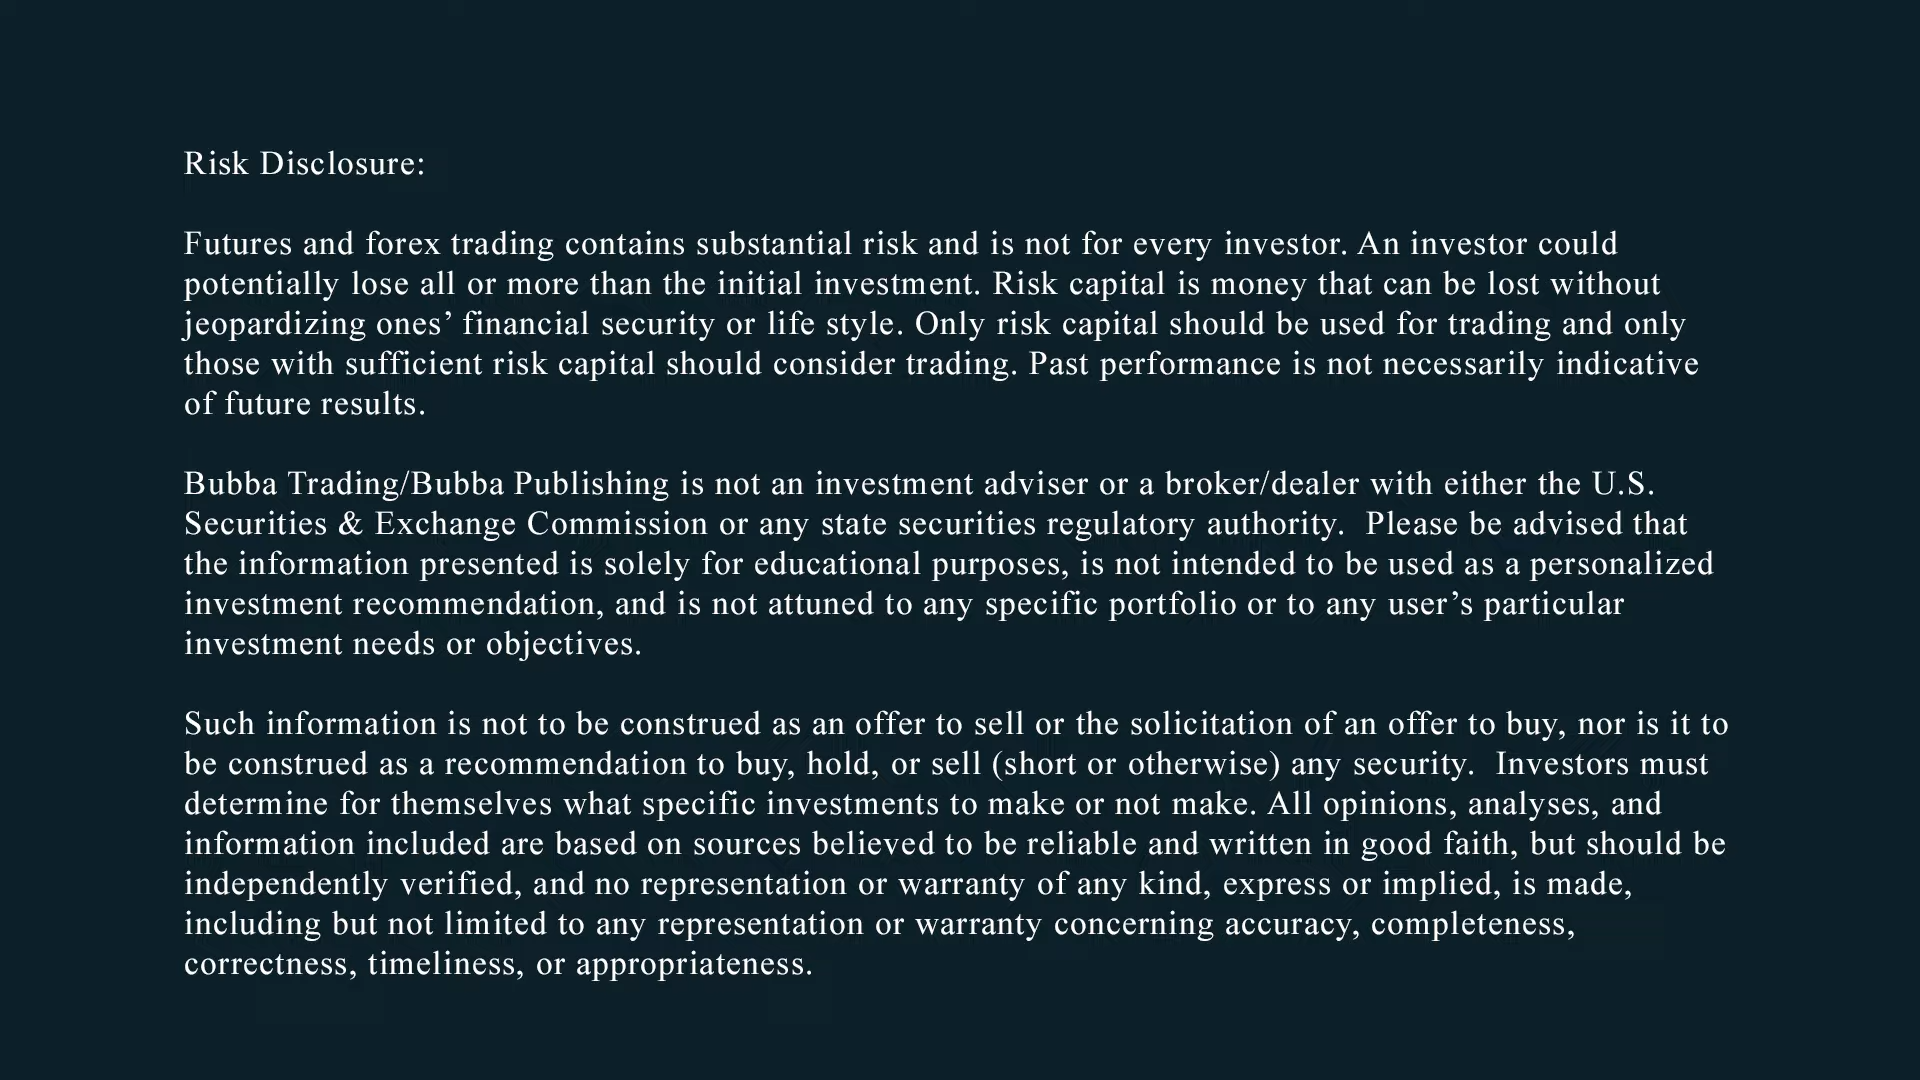 Risk Disclosure:
Futures and forex trading contains substantial risk and is not for every investor. An investor could
potentially lose all or more than the initial investment. Risk capital is money that can be lost without
jeopardizing ones’ financial security or life style. Only risk capital should be used for trading and only
those with sufficient risk capital should consider trading. Past performance is not necessarily indicative
of future results.
Bubba Trading/Bubba Publishing is not an investment adviser or a broker/dealer with either the U.S.
Securities & Exchange Commission or any state securities regulatory authority.  Please be advised that
the information presented is solely for educational purposes, is not intended to be used as a personalized
investment recommendation, and is not attuned to any specific portfolio or to any user’s particular
investment needs or objectives.
Such information is not to be construed as an offer to sell or the solicitation of an offer to buy, nor is it to
be construed as a recommendation to buy, hold, or sell (short or otherwise) any security.  Investors must
determine for themselves what specific investments to make or not make. All opinions, analyses, and
information included are based on sources believed to be reliable and written in good faith, but should be
independently verified, and no representation or warranty of any kind, express or implied, is made,
including but not limited to any representation or warranty concerning accuracy, completeness,
correctness, timeliness, or appropriateness.